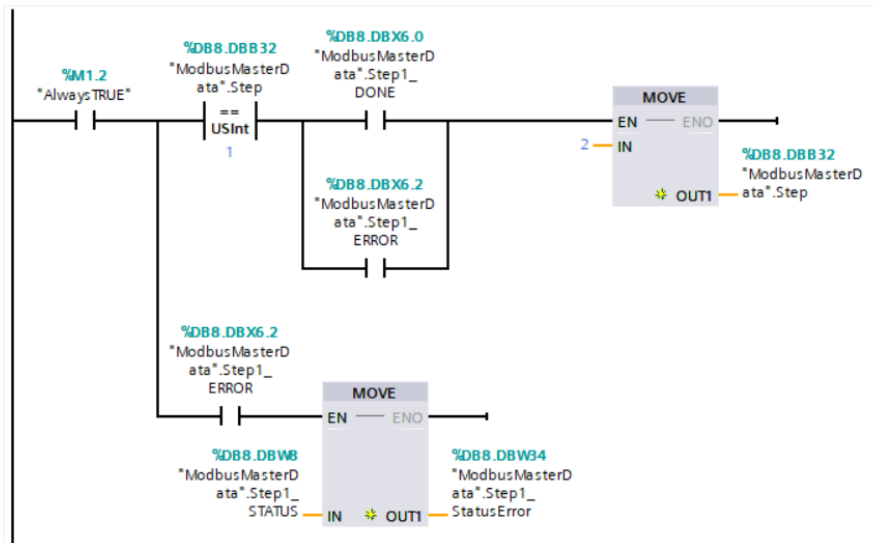 %M1.2
"AlwaysTRUE"
%DB8.DBB32
"ModbusMasterD
ata".Step
==
USInt
1
%DB8.DBX6.0
"ModbusMasterD
ata".Step1_
DONE
%DB8.DBX6.2
"ModbusMasterD
ata".Step1_
ERROR
MOVE
EN
ENO
2
IN
OUT1
%DB8.DBB32
"ModbusMasterD
ata".Step
%DB8.DBX6.2
"ModbusMasterD
ata".Step1_
ERROR
MOVE
EN
ENO
%DB8.DBW8
"ModbusMasterD
ata".Step1_
STATUS
IN
OUT1
%DB8.DBW34
"ModbusMasterD
ata".Step1_
StatusError